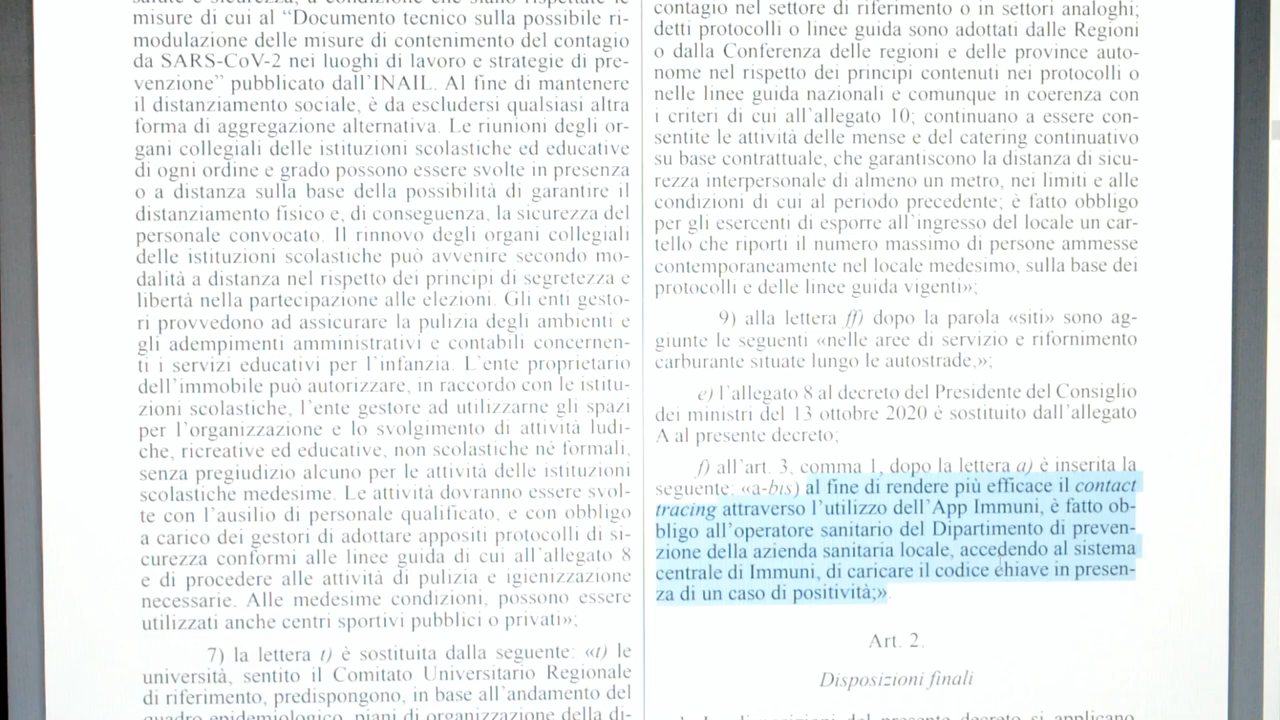 misure di cui al “Documento tecnico sulla possibile ri-
modulazione delle misure di contenimento del contagio
da SARS-CoV-2 nei luoghi di lavoro e strategie di pre-
venzione” pubblicato dall’INAIL. Al fine di mantenere
il distanziamento sociale, è da escludersi qualsiasi altra
forma di aggregazione alternativa. Le riunioni degli or-
gani collegiali delle istituzioni scolastiche ed educative
di ogni ordine e grado possono essere svolte in presenza
o a distanza sulla base della possibilità di garantire il
distanziamento fisico e, di conseguenza, la sicurezza del
personale convocato. Il rinnovo degli organi collegiali
delle istituzioni scolastiche può avvenire secondo mo-
dalità a distanza nel rispetto dei principi di segretezza e
libertà nella partecipazione alle elezioni. Gli enti gesto-
ri provvedono ad assicurare la pulizia degli ambienti e
gli adempimenti amministrativi e contabili concernen-
ti i servizi educativi per l’infanzia. L’ente proprietario
dell’immobile può autorizzare, in raccordo con le istitu-
zioni scolastiche, l’ente gestore ad utilizzarne gli spazi
per l’organizzazione e lo svolgimento di attività ludi-
che, ricreative ed educative, non scolastiche né formali,
senza pregiudizio alcuno per le attività delle istituzioni
scolastiche medesime. Le attività dovranno essere svol-
te con l’ausilio di personale qualificato, e con obbligo
a carico dei gestori di adottare appositi protocolli di si-
curezza conformi alle linee guida di cui all’allegato 8
e di procedere alle attività di pulizia e igienizzazione
necessarie. Alle medesime condizioni, possono essere
utilizzati anche centri sportivi pubblici o privati»;
7) la lettera t) è sostituita dalla seguente: «t) le
università, sentito il Comitato Universitario Regionale
di riferimento, predispongono, in base all’andamento del
quadro epidemiologico, piani di organizzazione della di-
contagio nel settore di riferimento o in settori analoghi;
detti protocolli o linee guida sono adottati dalle Regioni
o dalla Conferenza delle regioni e delle province auto-
nome nel rispetto dei principi contenuti nei protocolli o
nelle linee guida nazionali e comunque in coerenza con
i criteri di cui all’allegato 10; continuano a essere con-
sentite le attività delle mense e del catering continuativo
su base contrattuale, che garantiscono la distanza di sicu-
rezza interpersonale di almeno un metro, nei limiti e alle
condizioni di cui al periodo precedente; è fatto obbligo
per gli esercenti di esporre all’ingresso del locale un car-
tello che riporti il numero massimo di persone ammesse
contemporaneamente nel locale medesimo, sulla base dei
protocolli e delle linee guida vigenti»;
9) alla lettera ff) dopo la parola «siti» sono ag-
giunte le seguenti «nelle aree di servizio e rifornimento
carburante situate lungo le autostrade,»;
e) l’allegato 8 al decreto del Presidente del Consiglio
dei ministri del 13 ottobre 2020 è sostituito dall’allegato
A al presente decreto;
f) all’art. 3, comma 1, dopo la lettera a) è inserita la
seguente: «a-bis) al fine di rendere più efficace il contact
tracing attraverso l’utilizzo dell’App Immuni, è fatto ob-
bligo all’operatore sanitario del Dipartimento di preven-
zione della azienda sanitaria locale, accedendo al sistema
centrale di Immuni, di caricare il codice chiave in presen-
za di un caso di positività;»
Art. 2.
Disposizioni finali